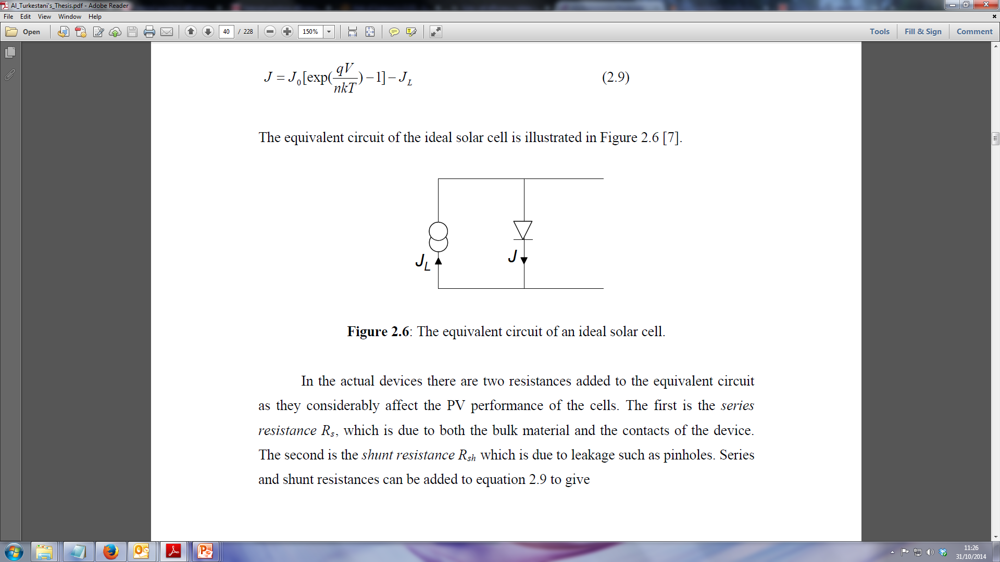 Al_Turkestani's_Thesis.pdf - Adobe Reader
File Edit View Window Help
Open 40 / 228 150% Tools Fill & Sign Comment
J = J₀[exp(qV/nkT) − 1] − J_L (2.9)
The equivalent circuit of the ideal solar cell is illustrated in Figure 2.6 [7].
J_L J
Figure 2.6: The equivalent circuit of an ideal solar cell.
In the actual devices there are two resistances added to the equivalent circuit
as they considerably affect the PV performance of the cells. The first is the series
resistance Rs, which is due to both the bulk material and the contacts of the device.
The second is the shunt resistance Rsh which is due to leakage such as pinholes. Series
and shunt resistances can be added to equation 2.9 to give
11:26
31/10/2014